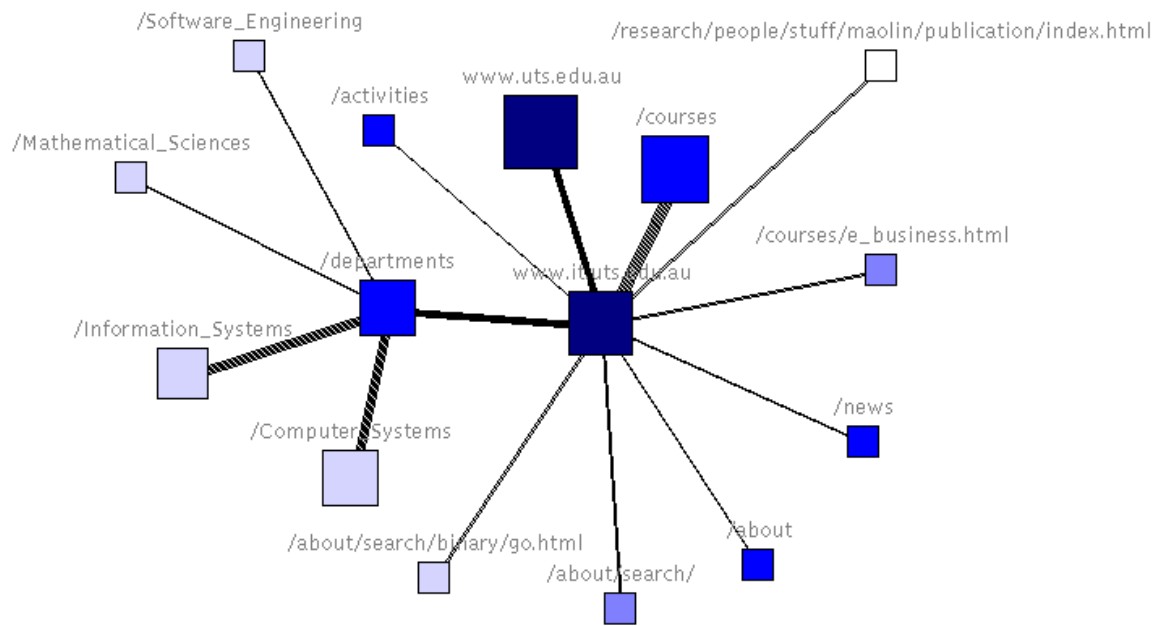 /Software_Engineering
/research/people/stuff/maolin/publication/index.html
www.uts.edu.au
/activities
/courses
/Mathematical_Sciences
/courses/e_business.html
/departments
www.it.uts.edu.au
/Information_Systems
/news
/Computer_Systems
/about
/about/search/binary/go.html
/about/search/